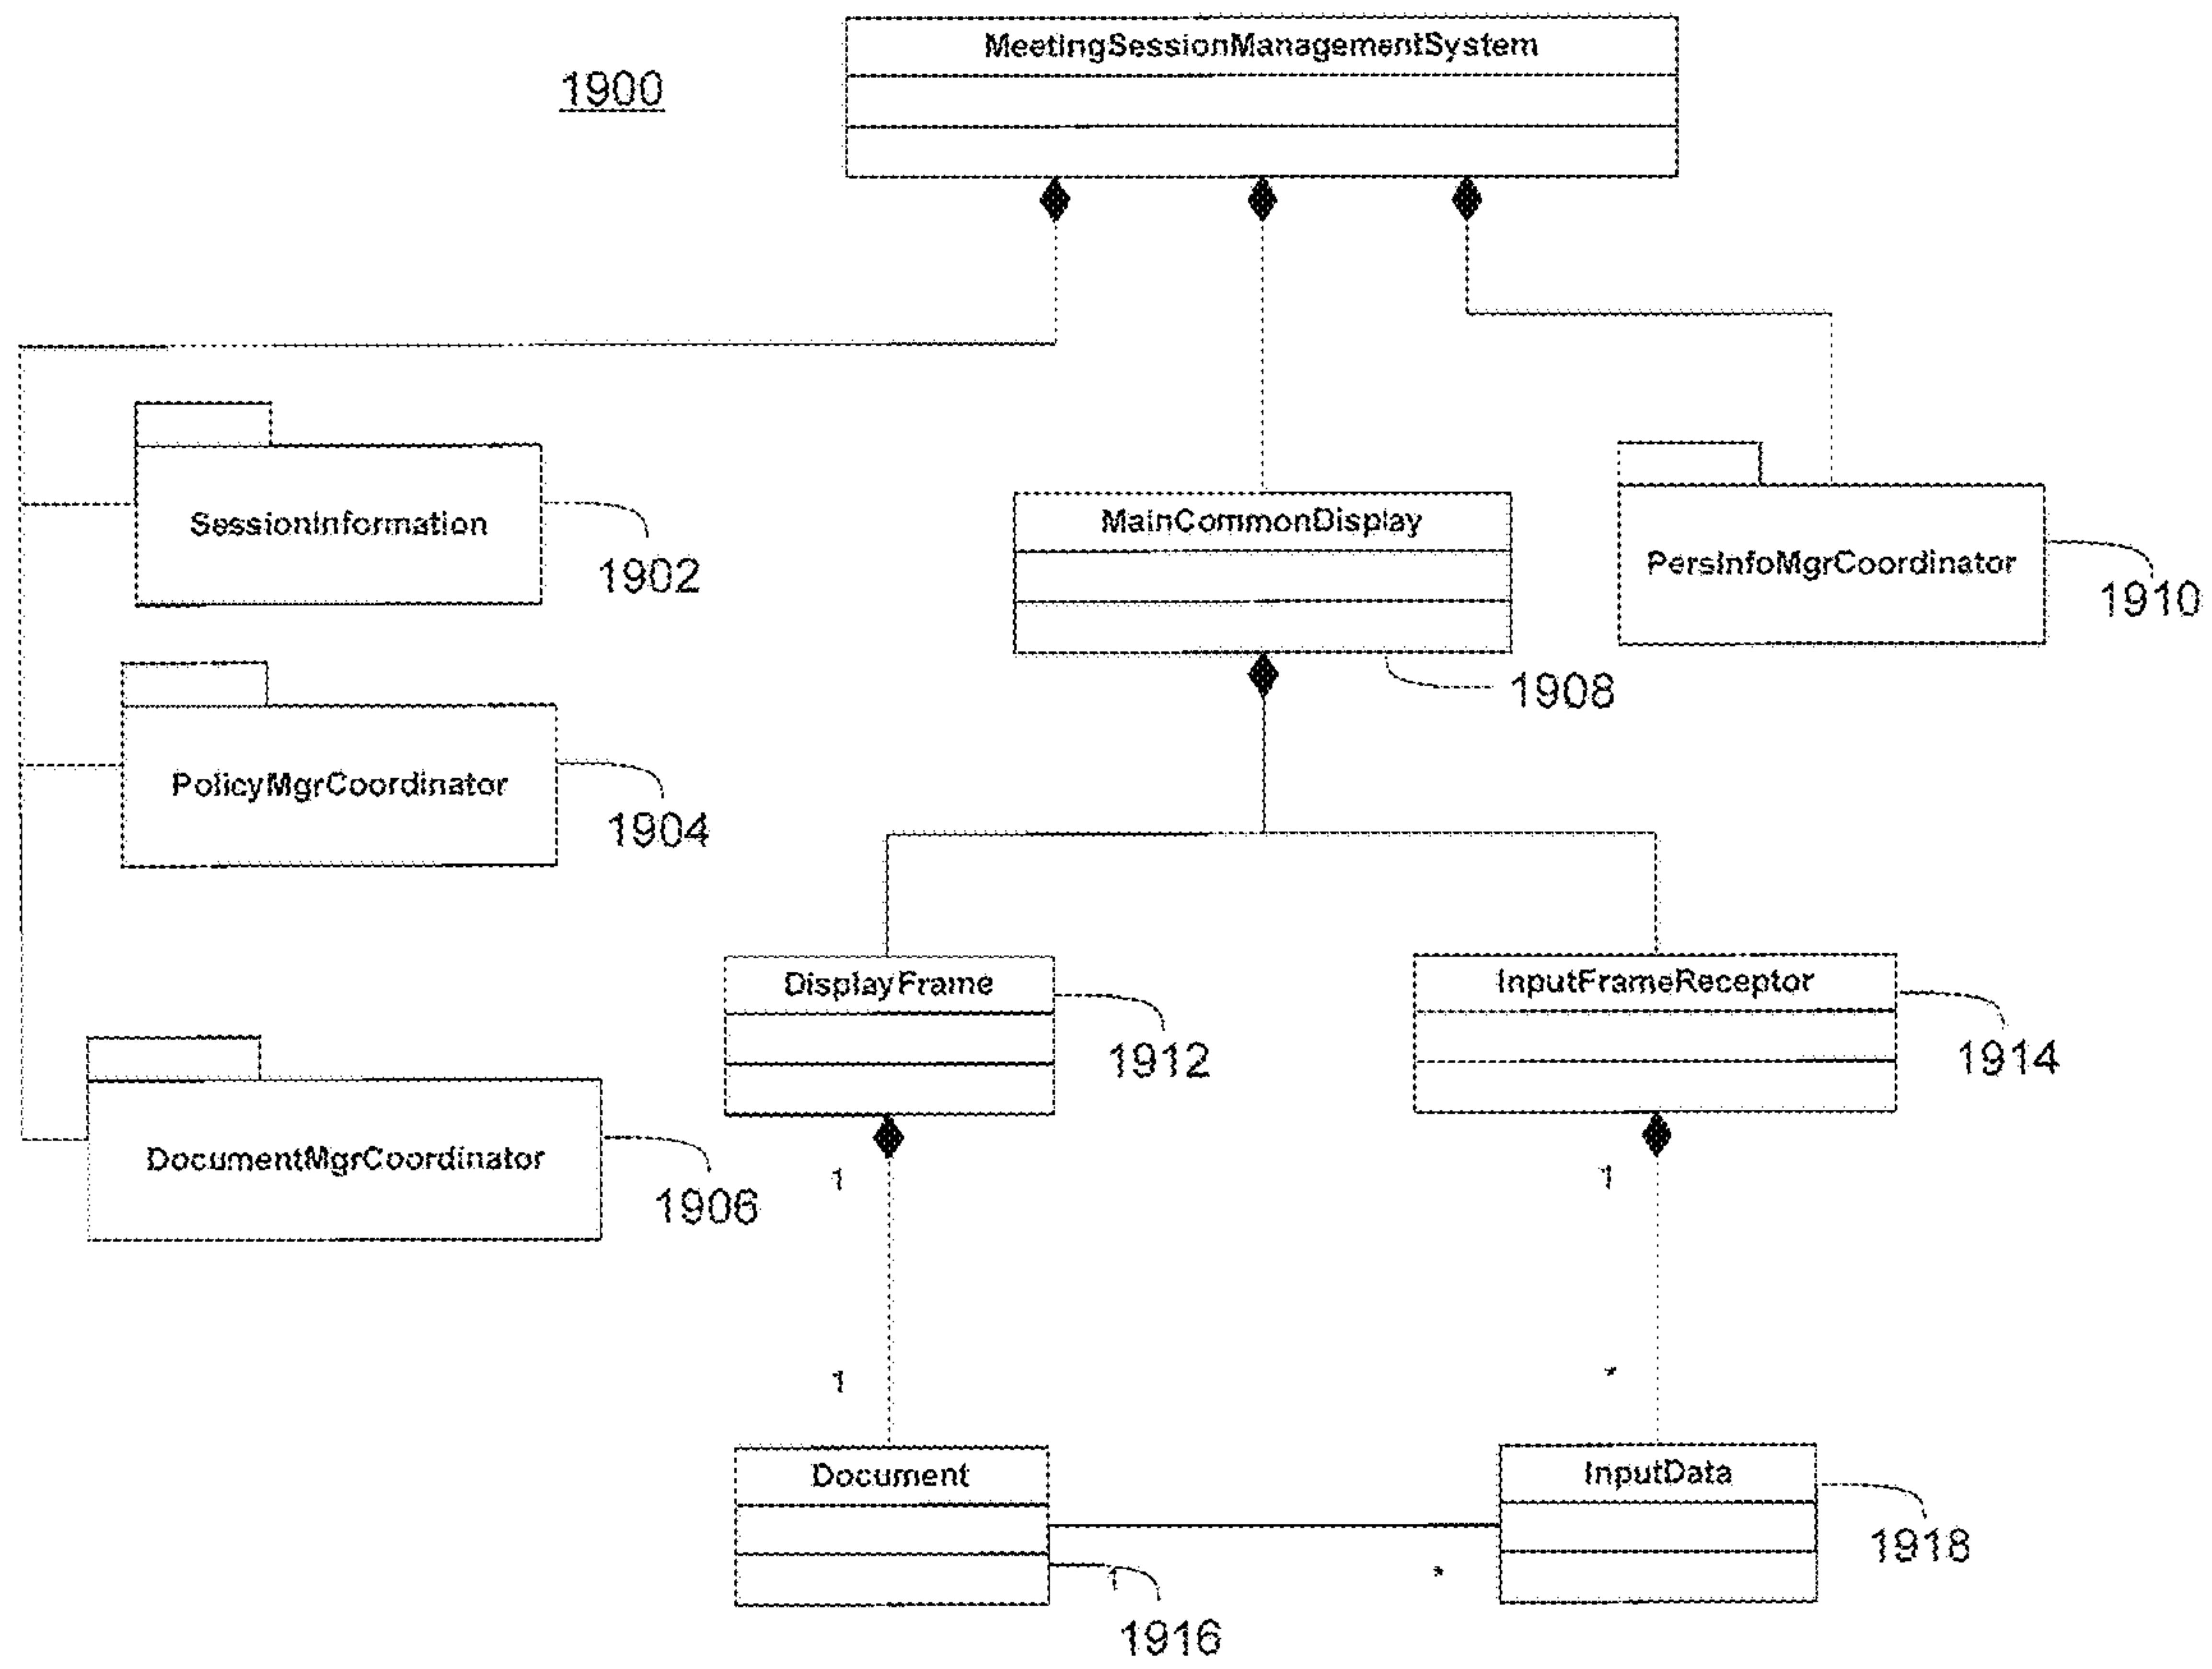 MeetingSessionManagementSystem
1900
SessionInformation
1902
MainCommonDisplay
1908
PersInfoMgrCoordinator
1910
PolicyMgrCoordinator
1904
DisplayFrame
1912
InputFrameReceptor
1914
DocumentMgrCoordinator
1906
1
1
1
*
Document
1916
InputData
1918
1
*